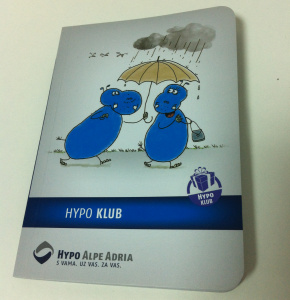 HYPO
KLUB
HYPO KLUB
HYPO ALPE ADRIA
S VAMA. UZ VAS. ZA VAS.